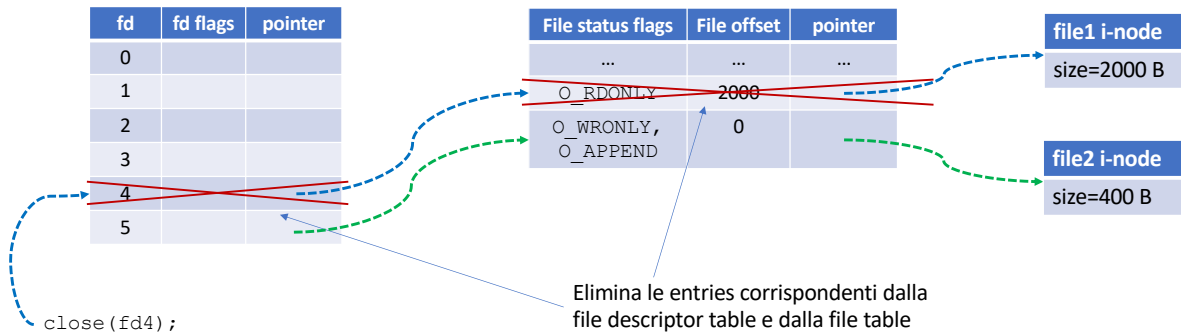 fd fd flags pointer
0
1
2
3
4
5
File status flags File offset pointer
... ... ...
O_RDONLY 2000
O_WRONLY, 0
O_APPEND
file1 i-node
size=2000 B
file2 i-node
size=400 B
close(fd4);
Elimina le entries corrispondenti dalla
file descriptor table e dalla file table